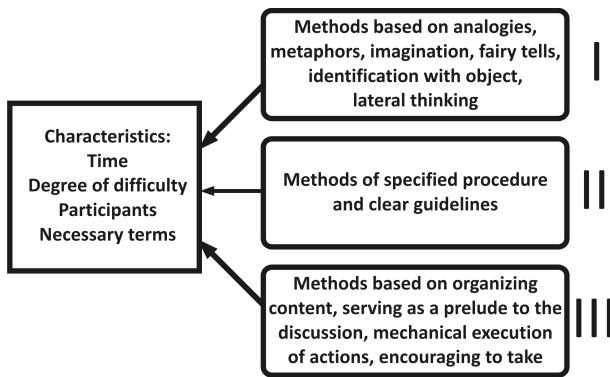 Methods based on analogies,
metaphors, imagination, fairy tells,
identification with object,
lateral thinking
I
Characteristics:
Time
Degree of difficulty
Participants
Necessary terms
Methods of specified procedure
and clear guidelines
II
Methods based on organizing
content, serving as a prelude to the
discussion, mechanical execution
of actions, encouraging to take
III